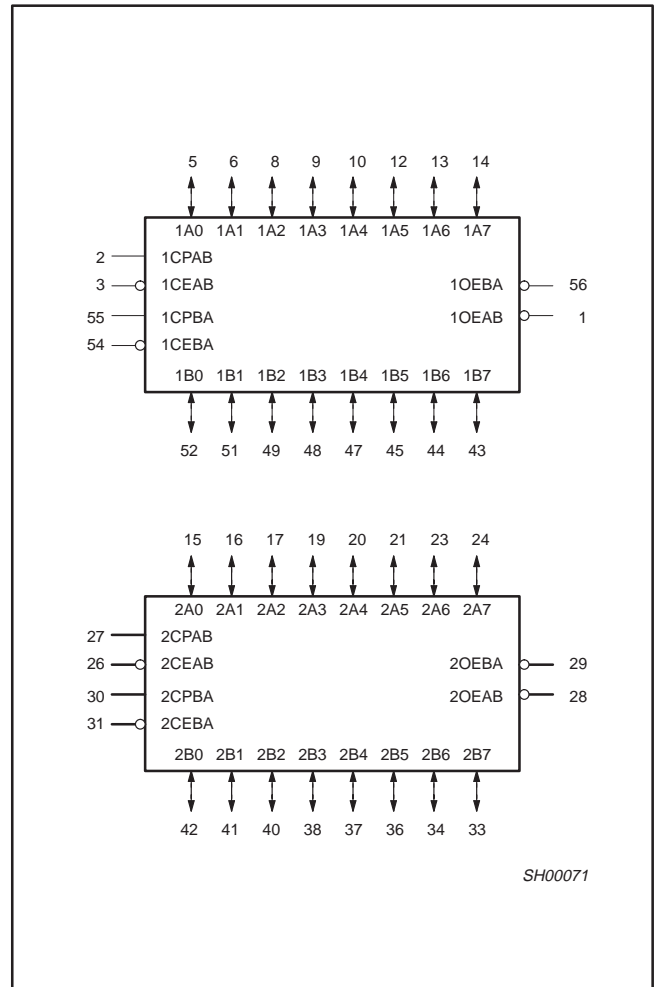 5 6 8 9 10 12 13 14
1A0 1A1 1A2 1A3 1A4 1A5 1A6 1A7
2 1CPAB
3 1CEAB 1OEBA 56
55 1CPBA 1OEAB 1
54 1CEBA
1B0 1B1 1B2 1B3 1B4 1B5 1B6 1B7
52 51 49 48 47 45 44 43
15 16 17 19 20 21 23 24
2A0 2A1 2A2 2A3 2A4 2A5 2A6 2A7
27 2CPAB
26 2CEAB 2OEBA 29
30 2CPBA 2OEAB 28
31 2CEBA
2B0 2B1 2B2 2B3 2B4 2B5 2B6 2B7
42 41 40 38 37 36 34 33
SH00071